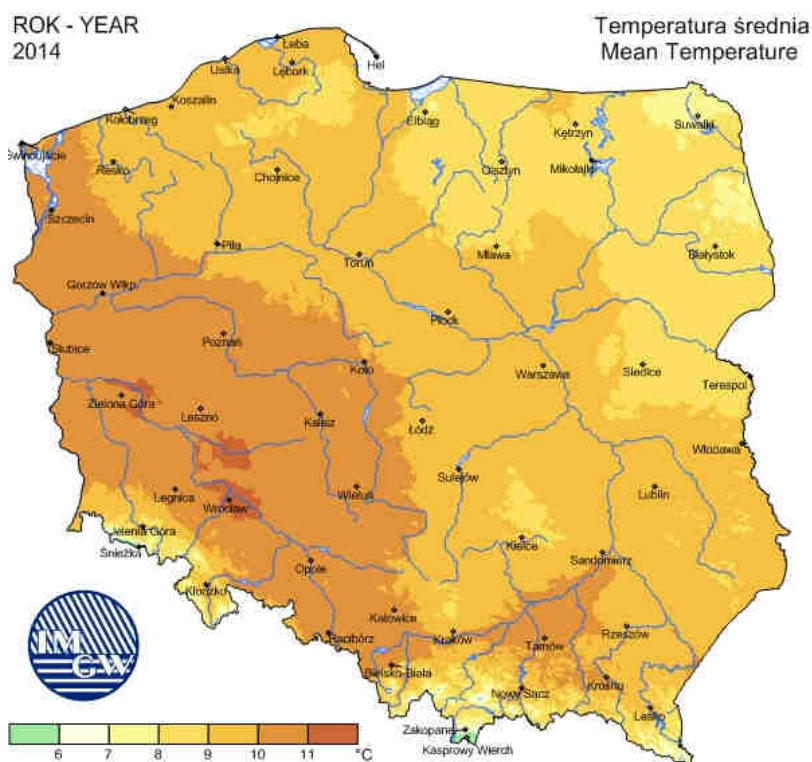 ROK - YEAR
2014
Temperatura średnia
Mean Temperature
Łeba
Ustka
Lębork
Hel
Kołobrzeg
Koszalin
Elbląg
Kętrzyn
Suwałki
Świnoujście
Resko
Chojnice
Olsztyn
Mikołajki
Szczecin
Piła
Toruń
Mława
Białystok
Gorzów Wlkp.
Płock
Słubice
Poznań
Koło
Warszawa
Siedlce
Terespol
Zielona Góra
Leszno
Kalisz
Łódź
Włodawa
Sulejów
Legnica
Wrocław
Wieluń
Lublin
Jelenia Góra
Śnieżka
Kielce
Sandomierz
Opole
Kłodzko
Katowice
Racibórz
Kraków
Tarnów
Rzeszów
Bielsko-Biała
Nowy Sącz
Krosno
Lesko
Zakopane
Kasprowy Wierch
IM
GW
6 7 8 9 10 11 °C